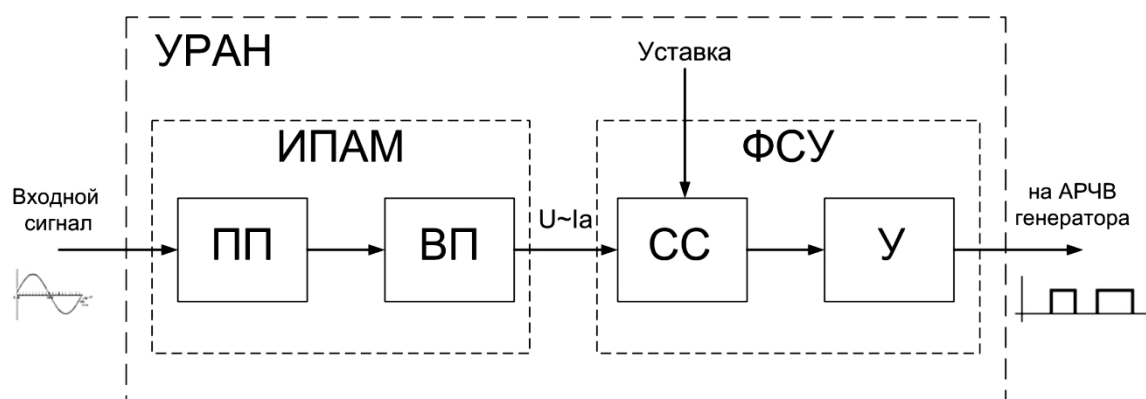 УРАН
Уставка
ИПАМ
ФСУ
Входной
сигнал
ПП
ВП
U~Ia
СС
У
на АРЧВ
генератора